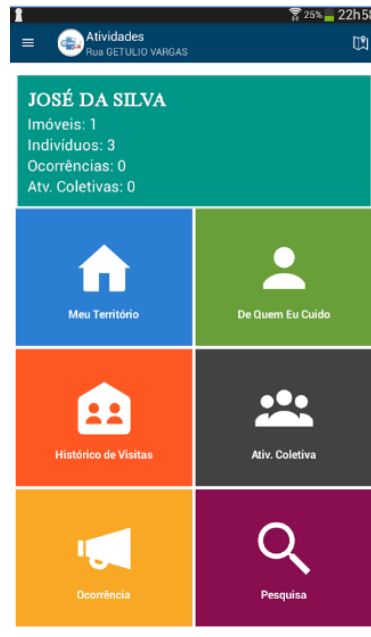 25% 22h58
Atividades
Rua GETULIO VARGAS
JOSÉ DA SILVA
Imóveis: 1
Indivíduos: 3
Ocorrências: 0
Atv. Coletivas: 0
Meu Território
De Quem Eu Cuido
Histórico de Visitas
Ativ. Coletiva
Ocorrência
Pesquisa